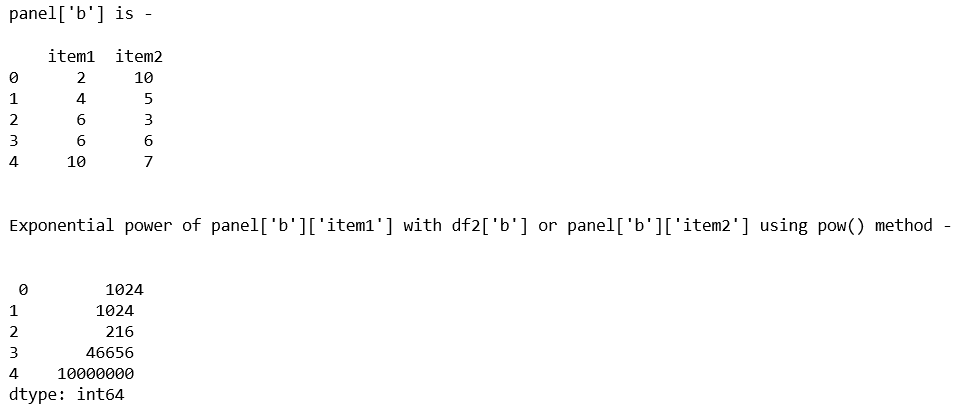 panel['b'] is -
item1 item2
0 2 10
1 4 5
2 6 3
3 6 6
4 10 7
Exponential power of panel['b']['item1'] with df2['b'] or panel['b']['item2'] using pow() method -
0 1024
1 1024
2 216
3 46656
4 10000000
dtype: int64